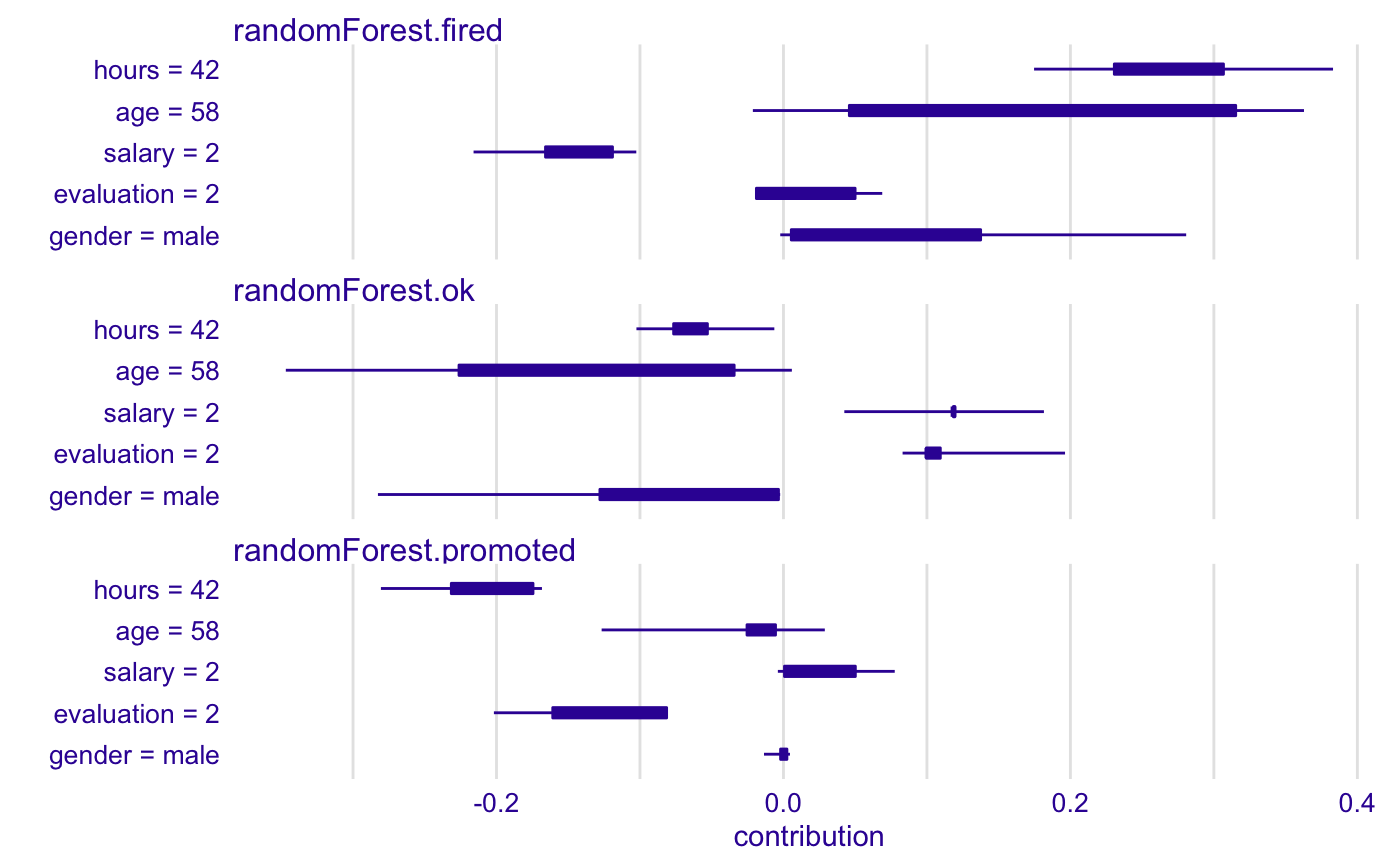 randomForest.fired
hours = 42
age = 58
salary = 2
evaluation = 2
gender = male
randomForest.ok
hours = 42
age = 58
salary = 2
evaluation = 2
gender = male
randomForest.promoted
hours = 42
age = 58
salary = 2
evaluation = 2
gender = male
-0.2 0.0 0.2 0.4
contribution